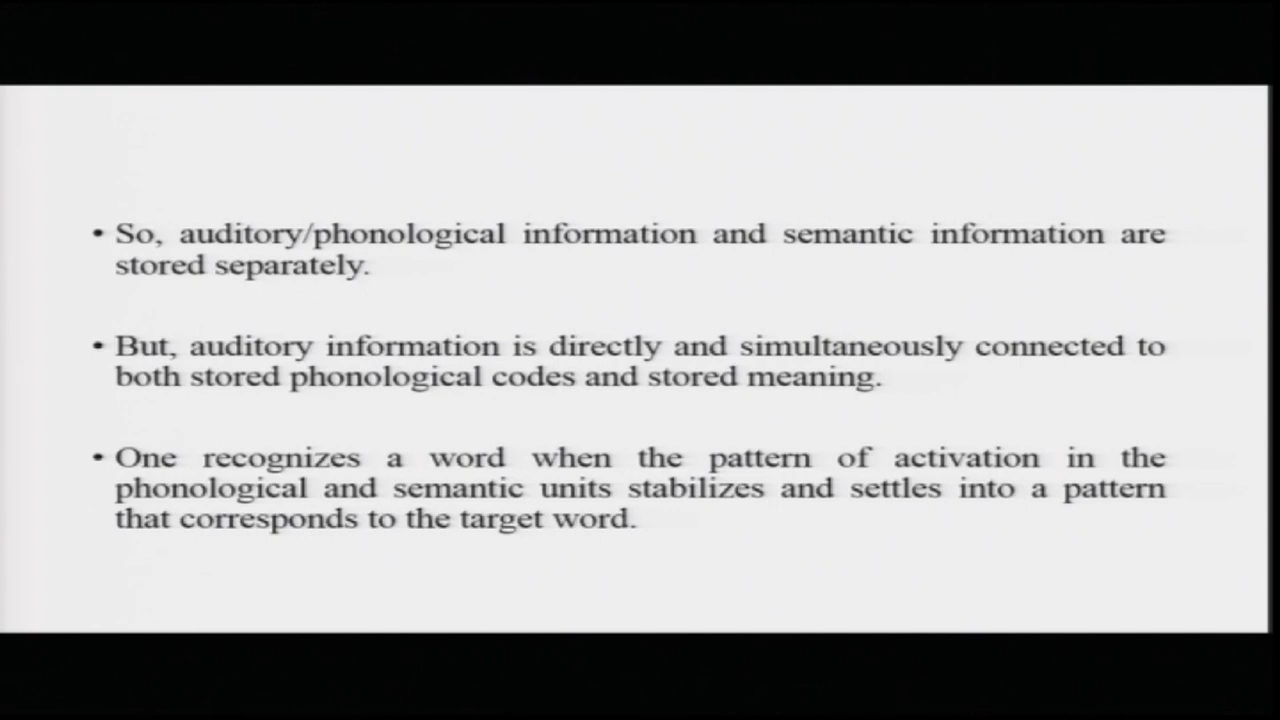 • So, auditory/phonological information and semantic information are
stored separately.
• But, auditory information is directly and simultaneously connected to
both stored phonological codes and stored meaning.
• One recognizes a word when the pattern of activation in the
phonological and semantic units stabilizes and settles into a pattern
that corresponds to the target word.